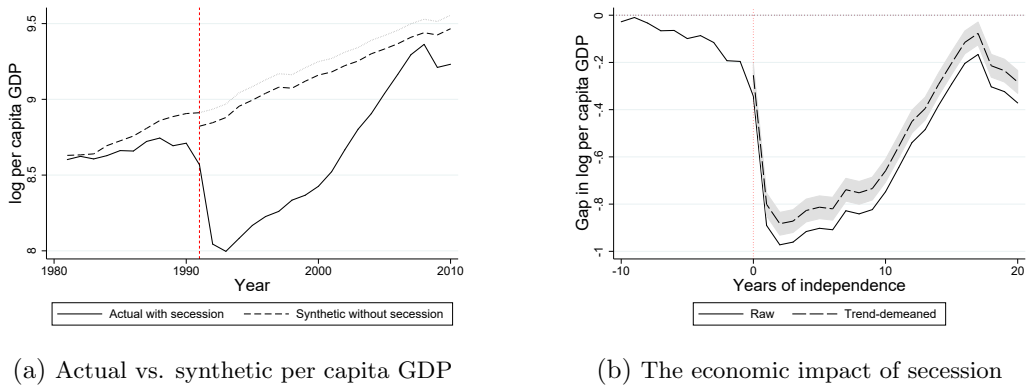 9.5
9
8.5
8
log per capita GDP
1980
1990
2000
2010
Year
Actual with secession
Synthetic without secession
(a) Actual vs. synthetic per capita GDP
0
-.2
-.4
-.6
-.8
-1
Gap in log per capita GDP
-10
0
10
20
Years of independence
Raw
Trend-demeaned
(b) The economic impact of secession